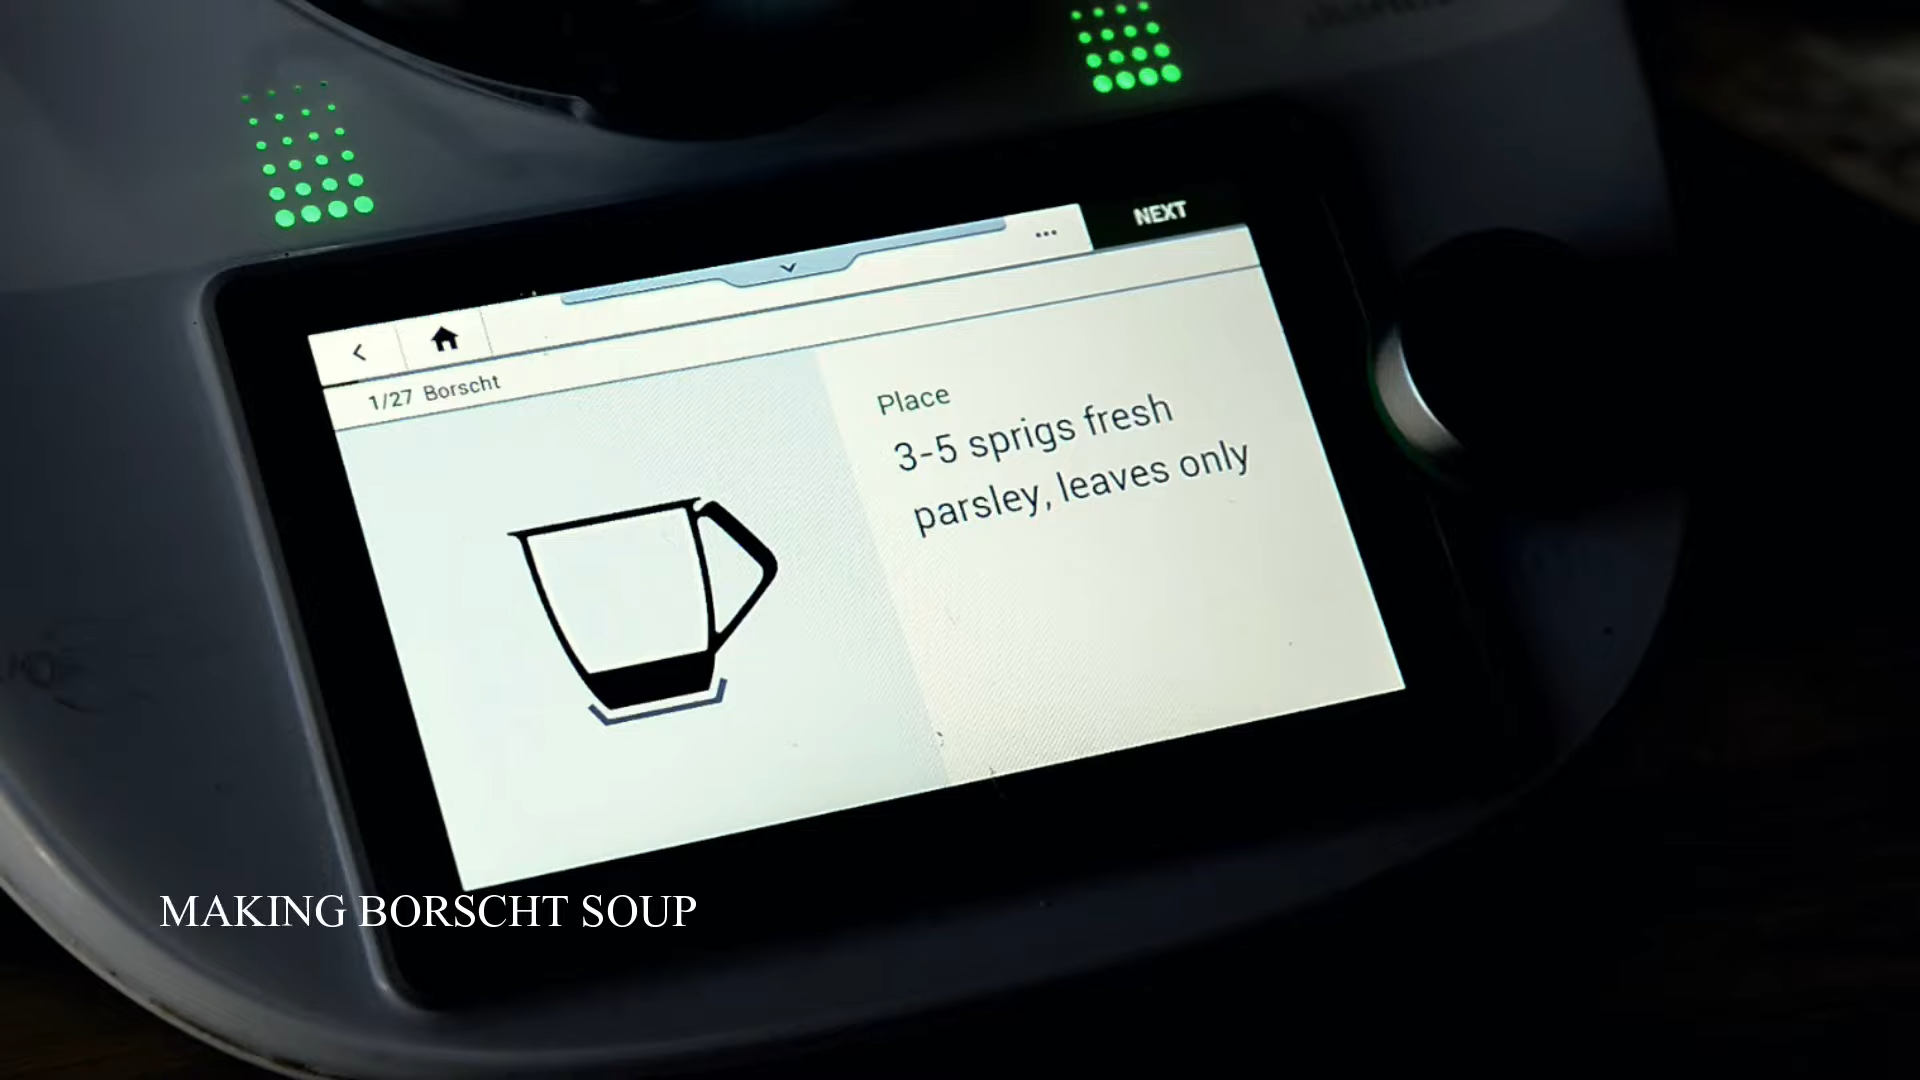 NEXT
1/27 Borscht
Place
3-5 sprigs fresh
parsley, leaves only
MAKING BORSCHT SOUP